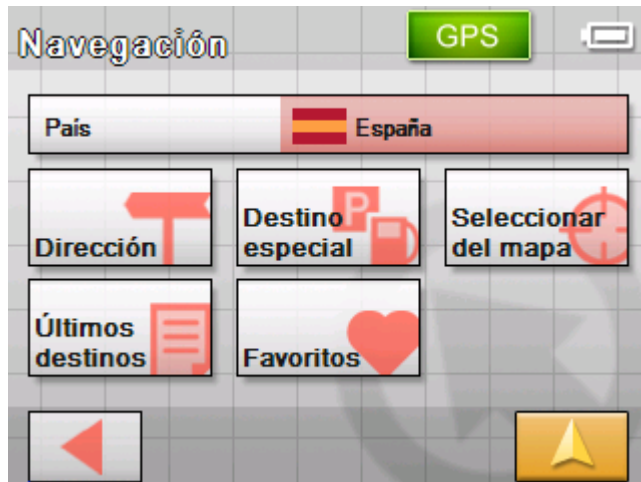 Navegación
GPS
País
España
Dirección
Destino
especial
P
Seleccionar
del mapa
Últimos
destinos
Favoritos